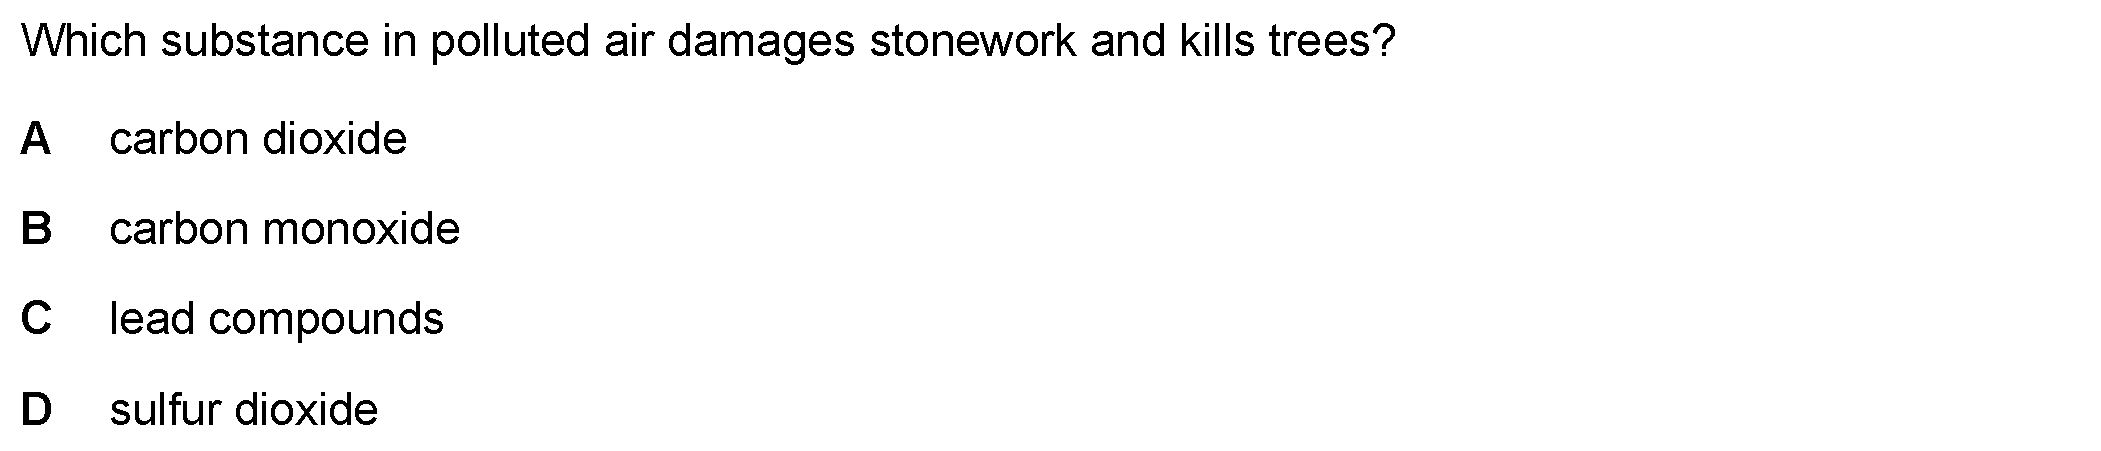 Which substance in polluted air damages stonework and kills trees?
A carbon dioxide
B carbon monoxide
C lead compounds
D sulfur dioxide